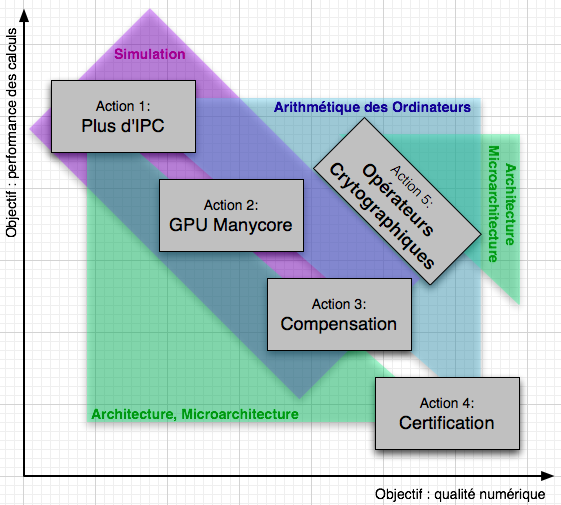 Objectif : performance des calculs
Simulation
Action 1:
Plus d'IPC
Arithmétique des Ordinateurs
Action 5:
Opérateurs
Crytographiques
Architecture
Microarchitecture
Action 2:
GPU Manycore
Action 3:
Compensation
Architecture, Microarchitecture
Action 4:
Certification
Objectif : qualité numérique